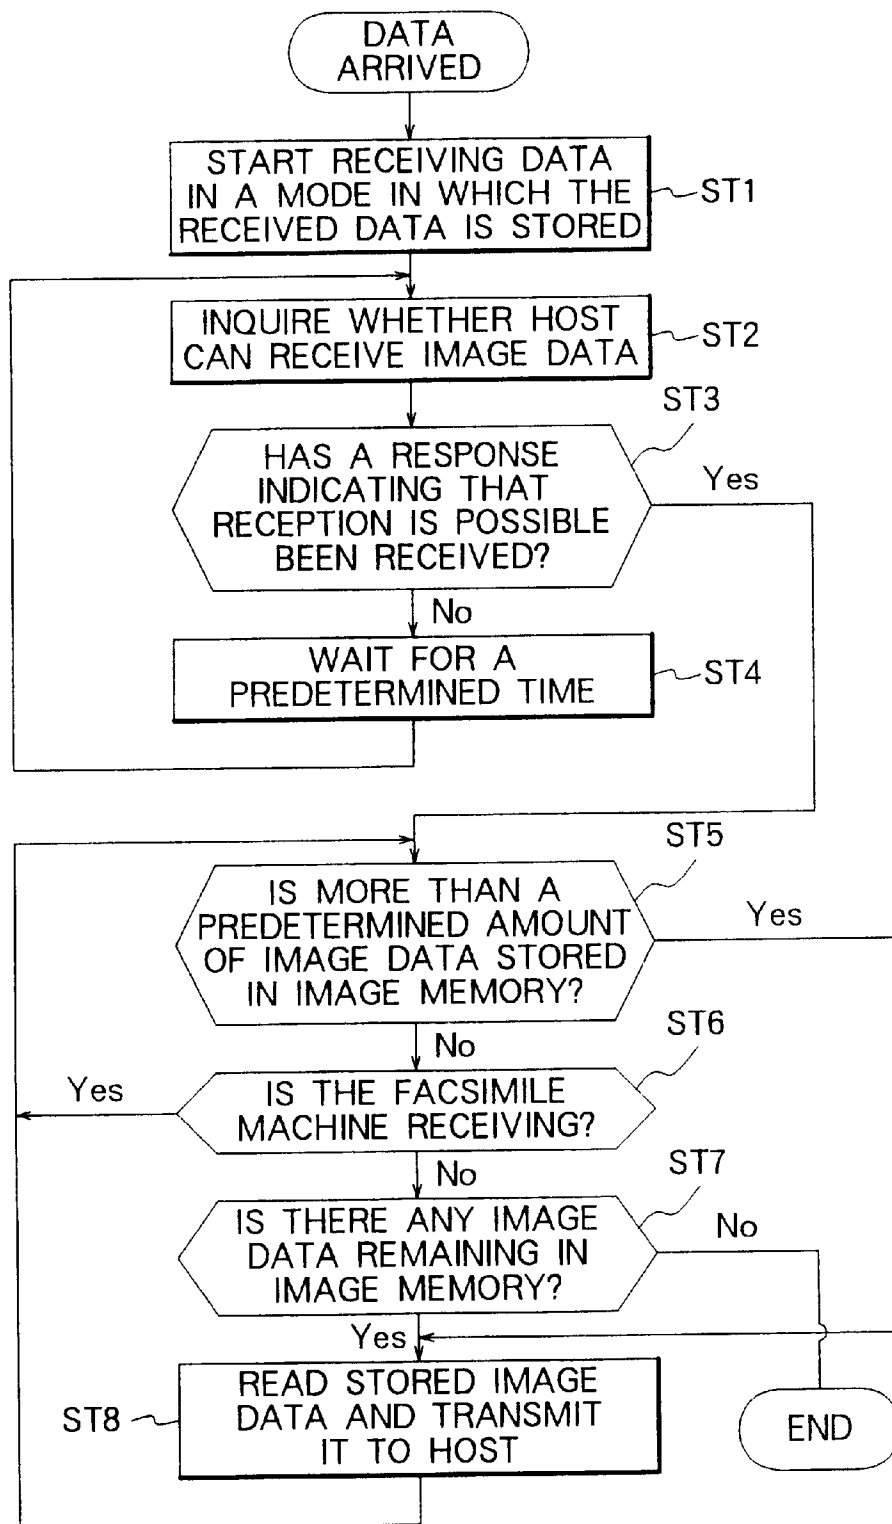 DATA
ARRIVED
START RECEIVING DATA
IN A MODE IN WHICH THE
RECEIVED DATA IS STORED
ST1
INQUIRE WHETHER HOST
CAN RECEIVE IMAGE DATA
ST2
ST3
HAS A RESPONSE
INDICATING THAT
RECEPTION IS POSSIBLE
BEEN RECEIVED?
Yes
No
WAIT FOR A
PREDETERMINED TIME
ST4
ST5
IS MORE THAN A
PREDETERMINED AMOUNT
OF IMAGE DATA STORED
IN IMAGE MEMORY?
Yes
No
ST6
Yes
IS THE FACSIMILE
MACHINE RECEIVING?
No
ST7
IS THERE ANY IMAGE
DATA REMAINING IN
IMAGE MEMORY?
No
Yes
READ STORED IMAGE
DATA AND TRANSMIT
IT TO HOST
ST8
END